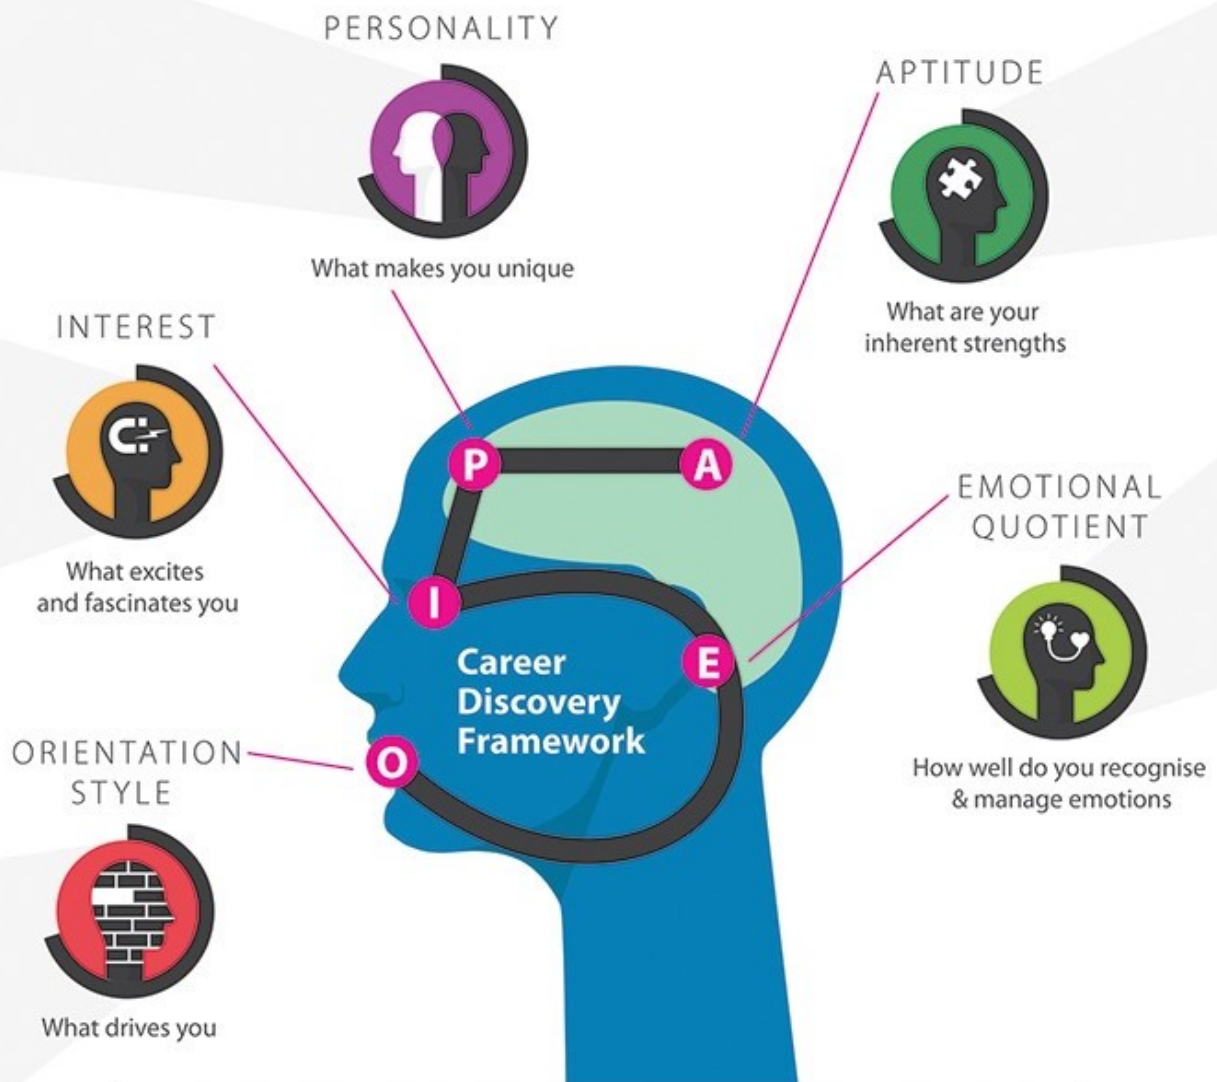 PERSONALITY
What makes you unique
APTITUDE
What are your
inherent strengths
INTEREST
What excites
and fascinates you
P
A
I
E
O
Career
Discovery
Framework
EMOTIONAL
QUOTIENT
How well do you recognise
& manage emotions
ORIENTATION
STYLE
What drives you